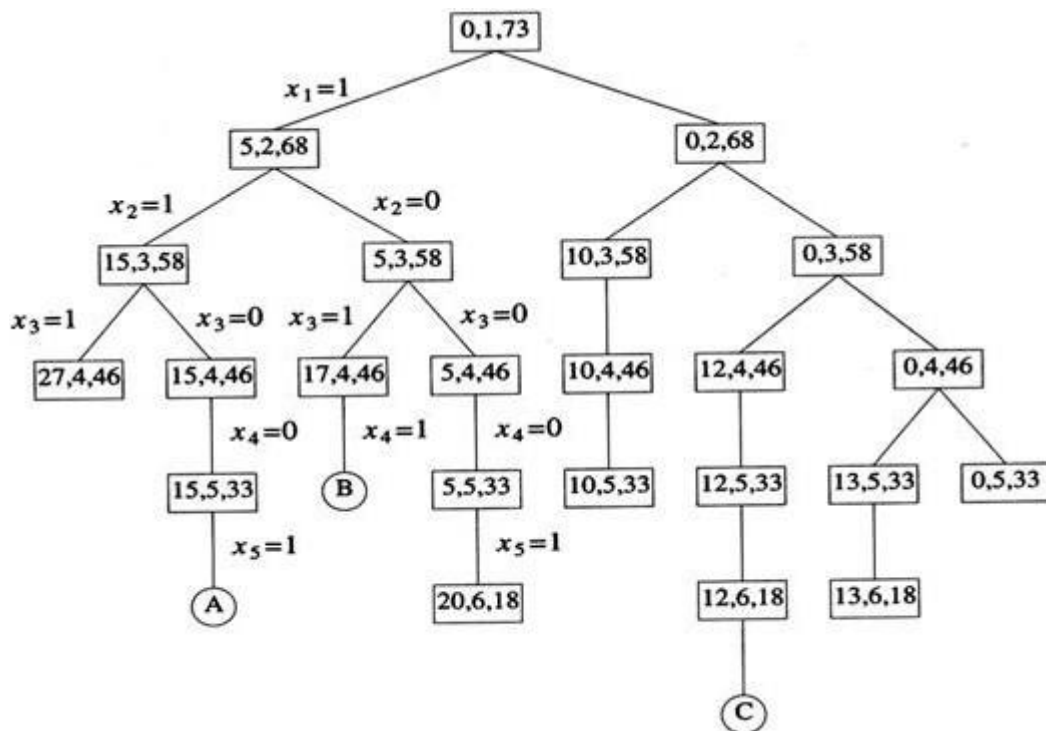 0,1,73
x₁=1
5,2,68
0,2,68
x₂=1
x₂=0
15,3,58
5,3,58
10,3,58
0,3,58
x₃=1
x₃=0
x₃=1
x₃=0
27,4,46
15,4,46
17,4,46
5,4,46
10,4,46
12,4,46
0,4,46
x₄=0
x₄=1
x₄=0
15,5,33
B
5,5,33
10,5,33
12,5,33
13,5,33
0,5,33
x₅=1
x₅=1
A
20,6,18
12,6,18
13,6,18
C